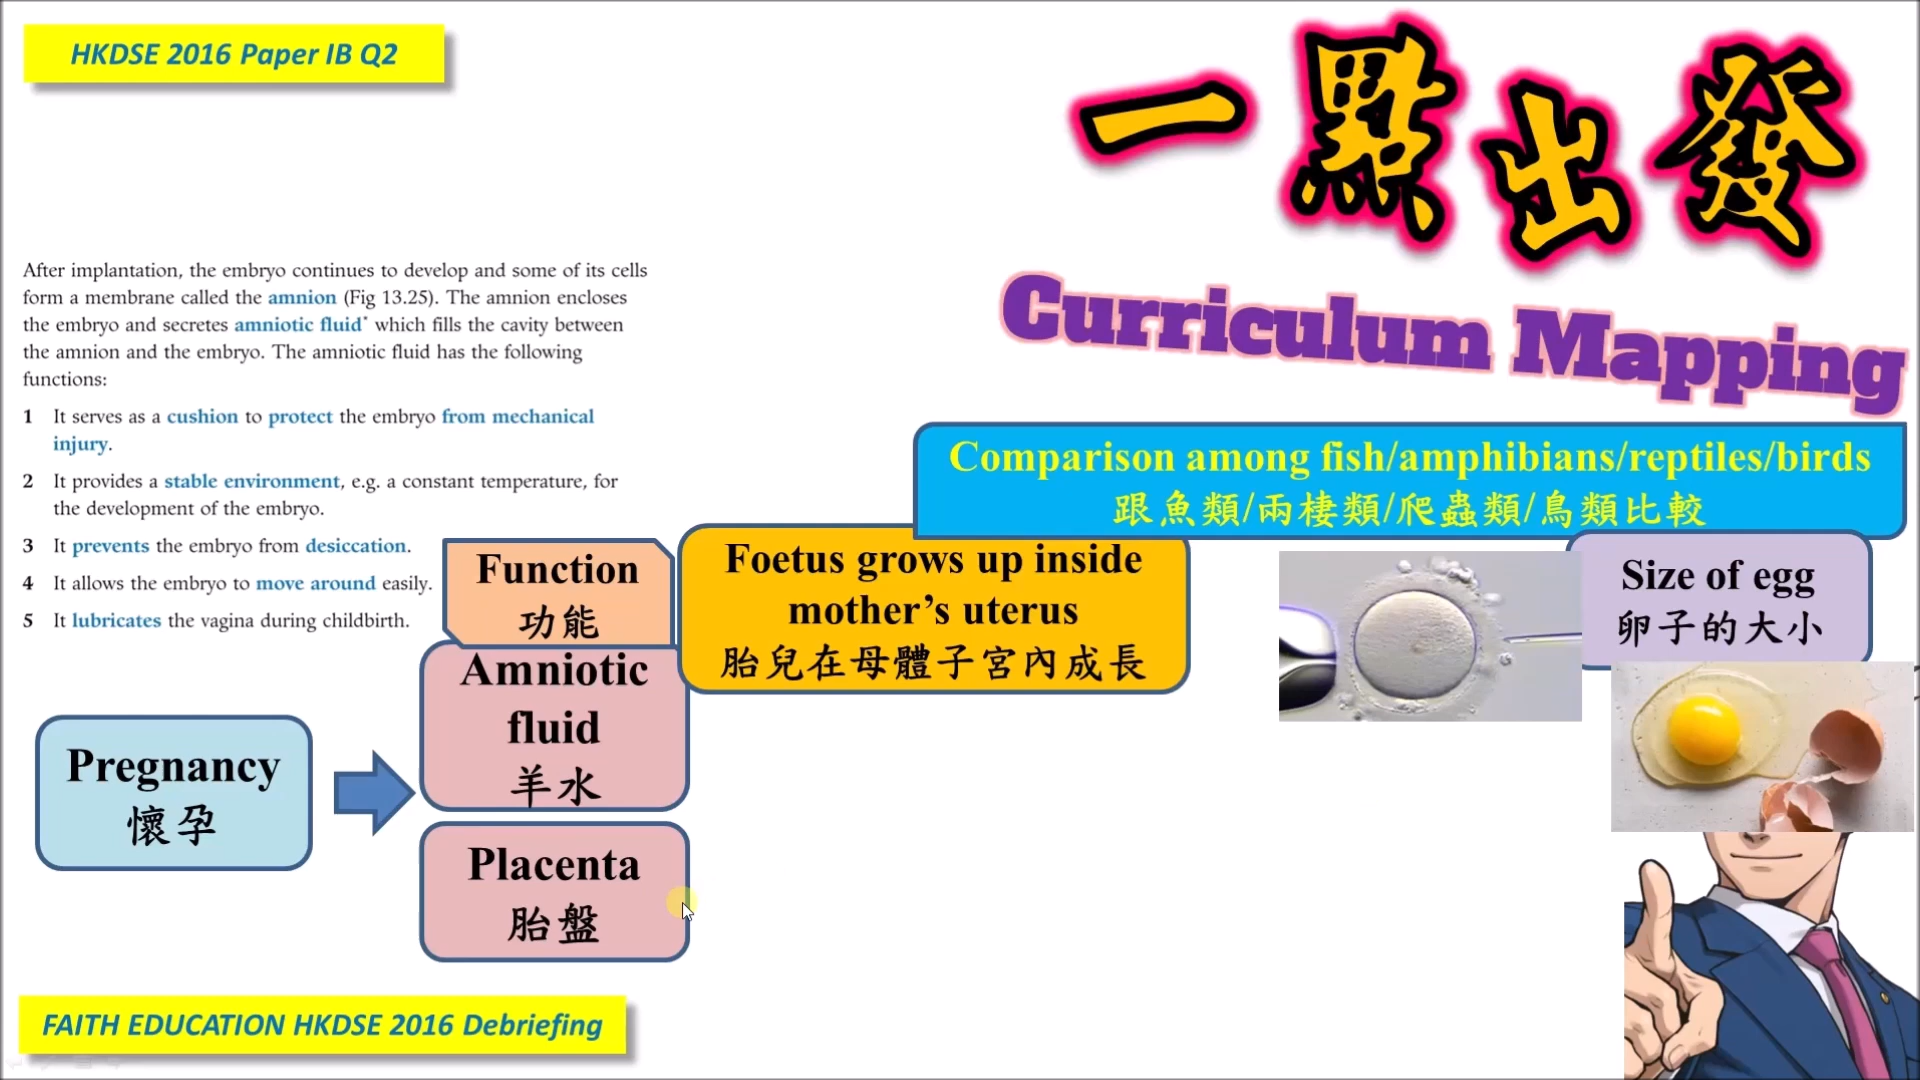 HKDSE 2016 Paper IB Q2
一點出發
Curriculum Mapping
After implantation, the embryo continues to develop and some of its cells
form a membrane called the amnion (Fig 13.25). The amnion encloses
the embryo and secretes amniotic fluid* which fills the cavity between
the amnion and the embryo. The amniotic fluid has the following
functions:
1 It serves as a cushion to protect the embryo from mechanical
injury.
2 It provides a stable environment, e.g. a constant temperature, for
the development of the embryo.
3 It prevents the embryo from desiccation.
4 It allows the embryo to move around easily.
5 It lubricates the vagina during childbirth.
Comparison among fish/amphibians/reptiles/birds
跟魚類/兩棲類/爬蟲類/鳥類比較
Function
功能
Foetus grows up inside
mother’s uterus
胎兒在母體子宮內成長
Size of egg
卵子的大小
Amniotic
fluid
羊水
Pregnancy
懷孕
Placenta
胎盤
FAITH EDUCATION HKDSE 2016 Debriefing